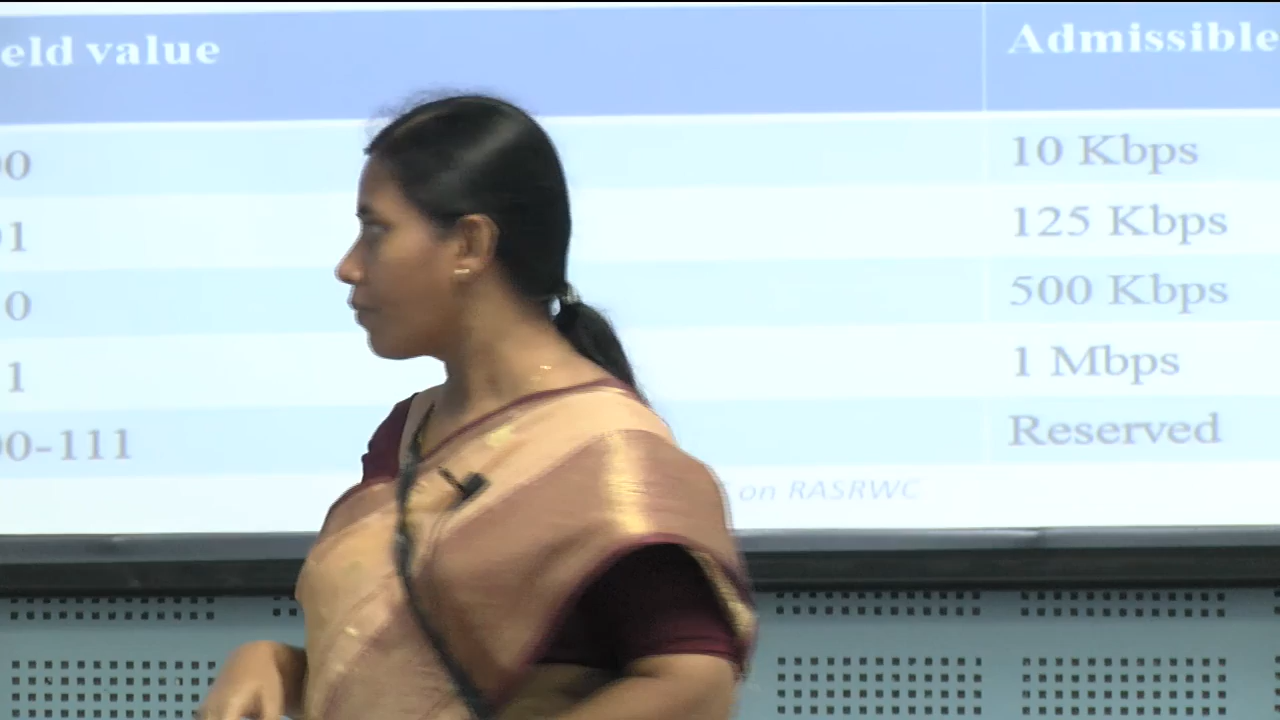 eld value Admissible
00 10 Kbps
01 125 Kbps
0 500 Kbps
1 1 Mbps
00-111 Reserved
on RASRWC